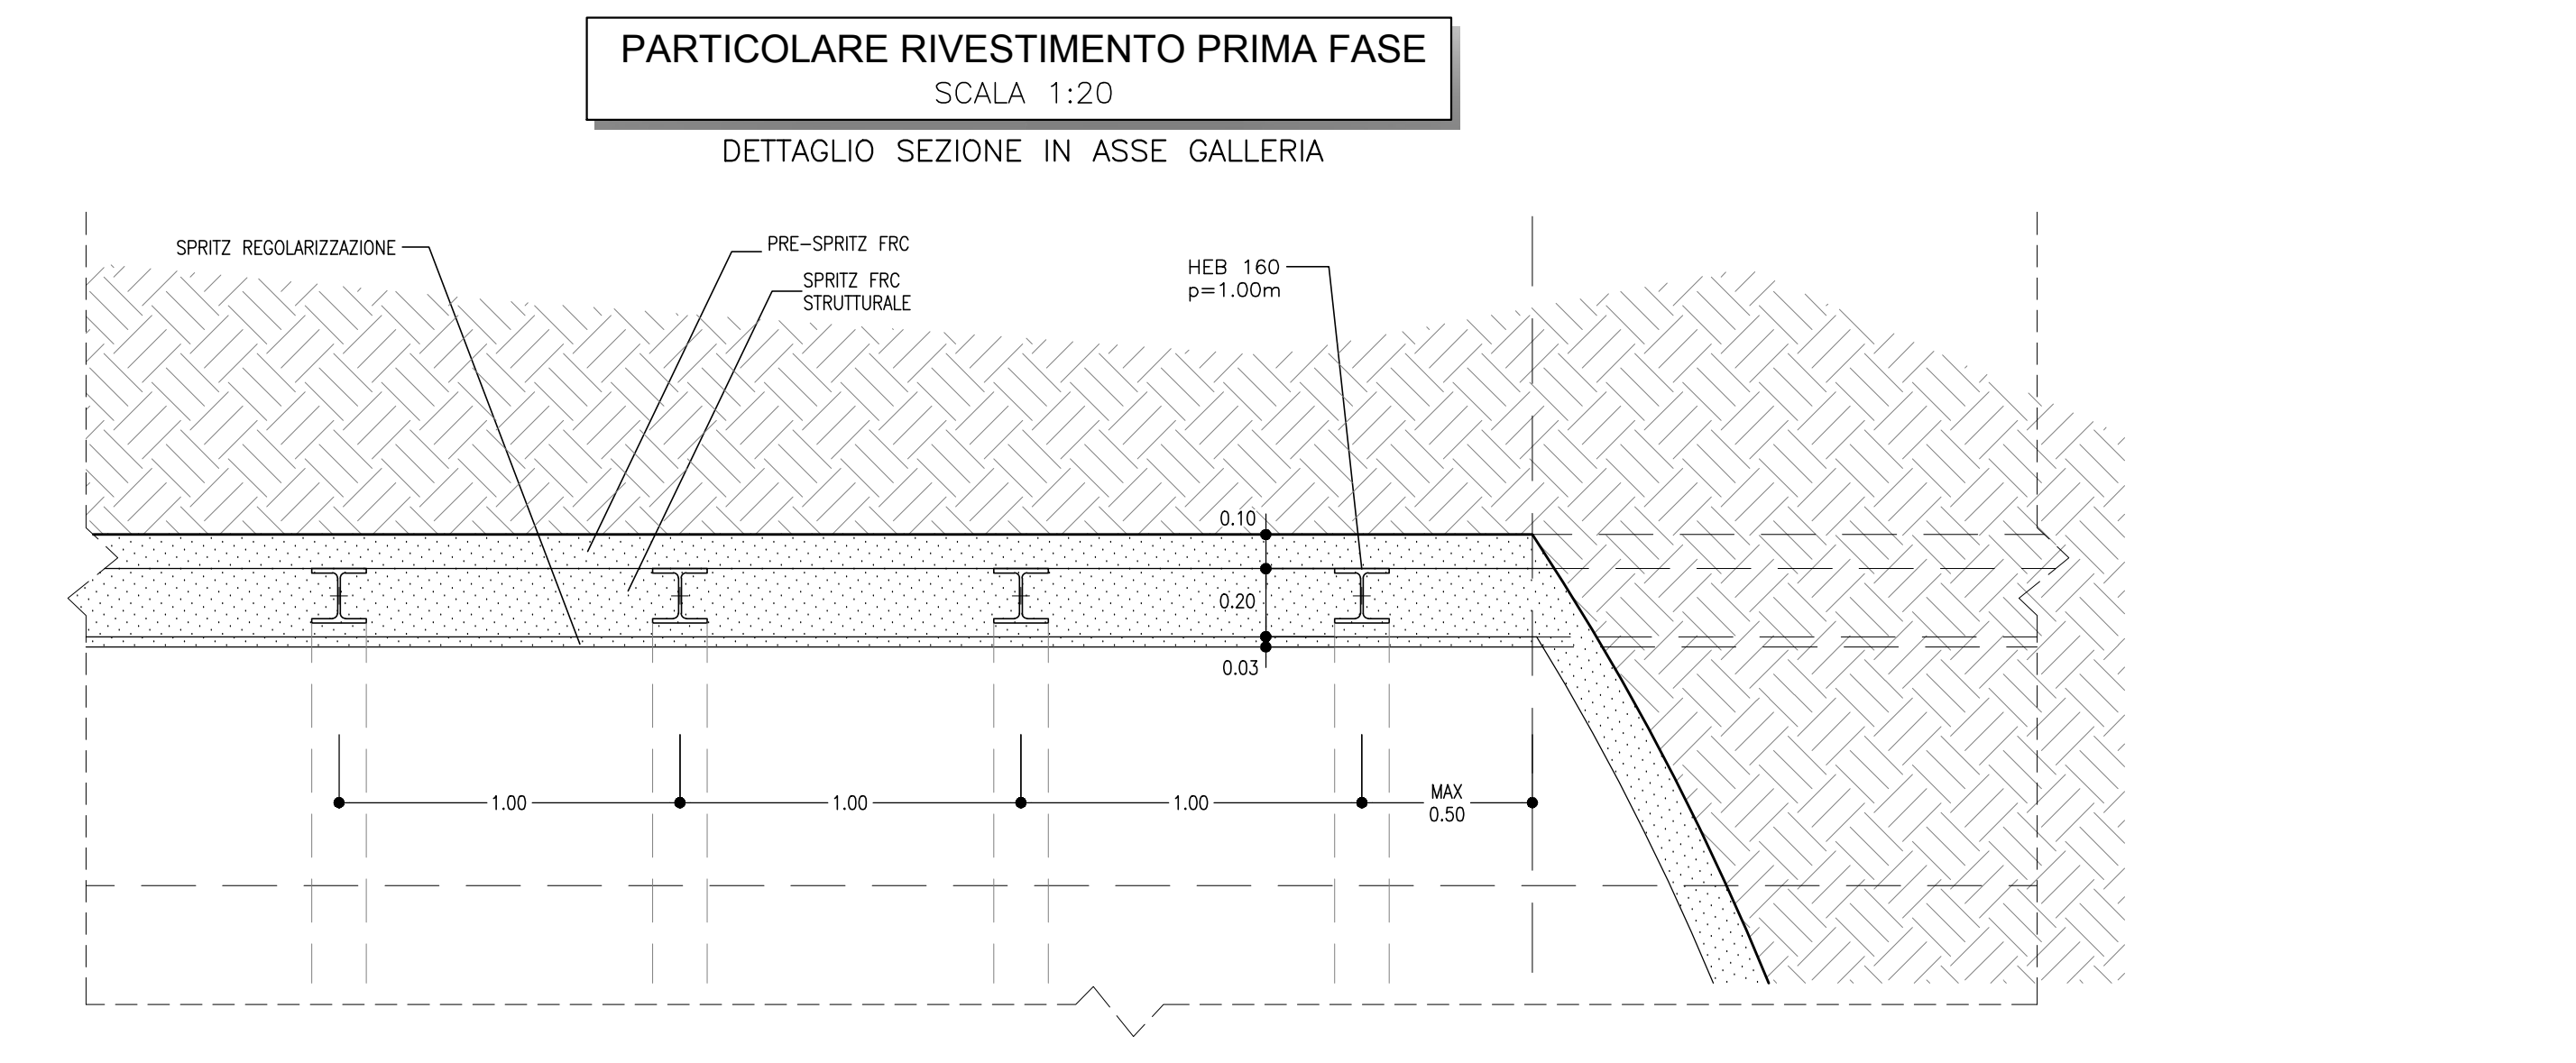 PARTICOLARE RIVESTIMENTO PRIMA FASE
SCALA 1:20
DETTAGLIO SEZIONE IN ASSE GALLERIA
SPRITZ REGOLARIZZAZIONE
PRE-SPRITZ FRC
SPRITZ FRC
STRUTTURALE
HEB 160
p=1.00m
0.10
0.20
0.03
1.00
1.00
1.00
MAX
0.50